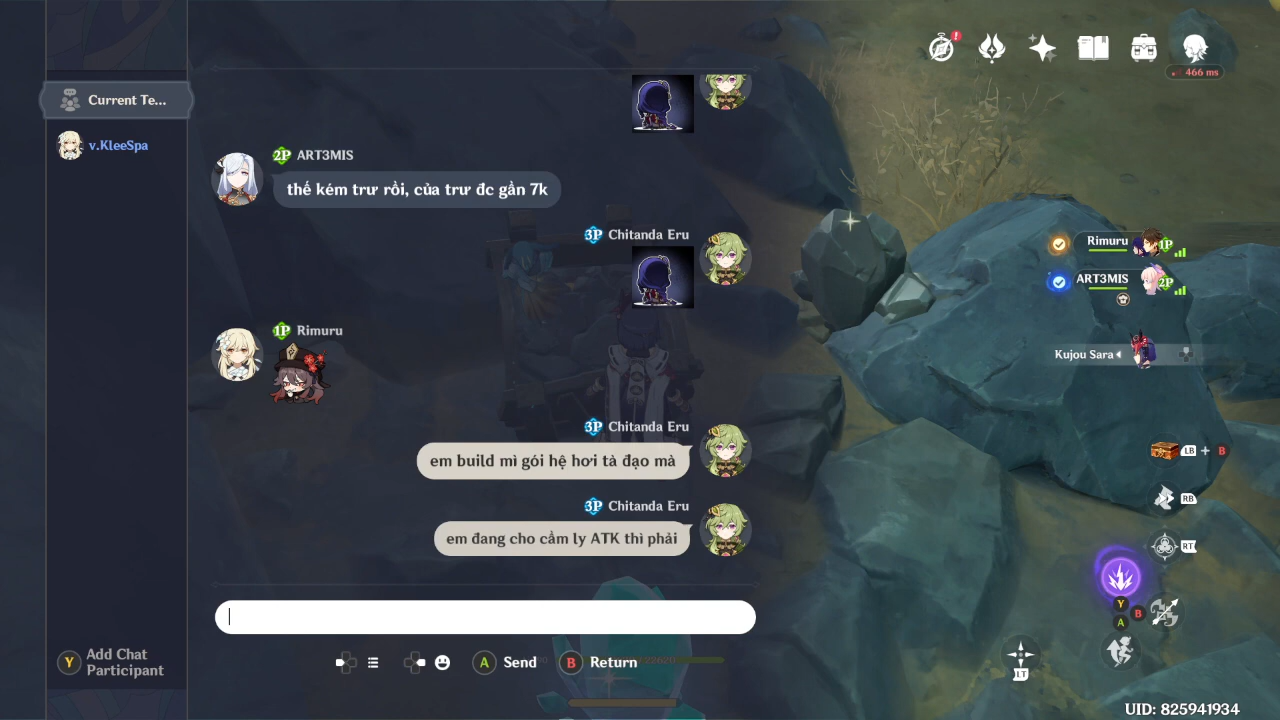 Current Te...
v.KleeSpa
466 ms
2P ART3MIS
thế kém trư rồi, của trư đc gần 7k
3P Chitanda Eru
1P Rimuru
3P Chitanda Eru
em build mì gói hệ hơi tà đạo mà
3P Chitanda Eru
em đang cho cầm ly ATK thì phải
Rimuru 1P
ART3MIS 2P
Kujou Sara
LB + B
RB
RT
Y
B
A
LT
Y Add Chat
Participant
A Send
B Return
UID: 825941934